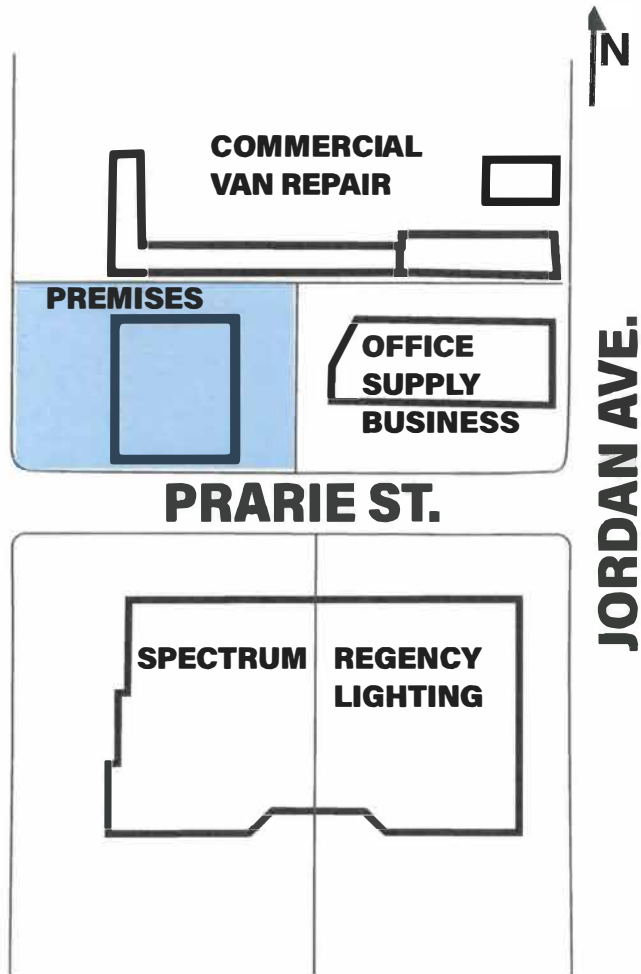 N
COMMERCIAL
VAN REPAIR
PREMISES
OFFICE
SUPPLY
BUSINESS
JORDAN AVE.
PRARIE ST.
SPECTRUM
REGENCY
LIGHTING